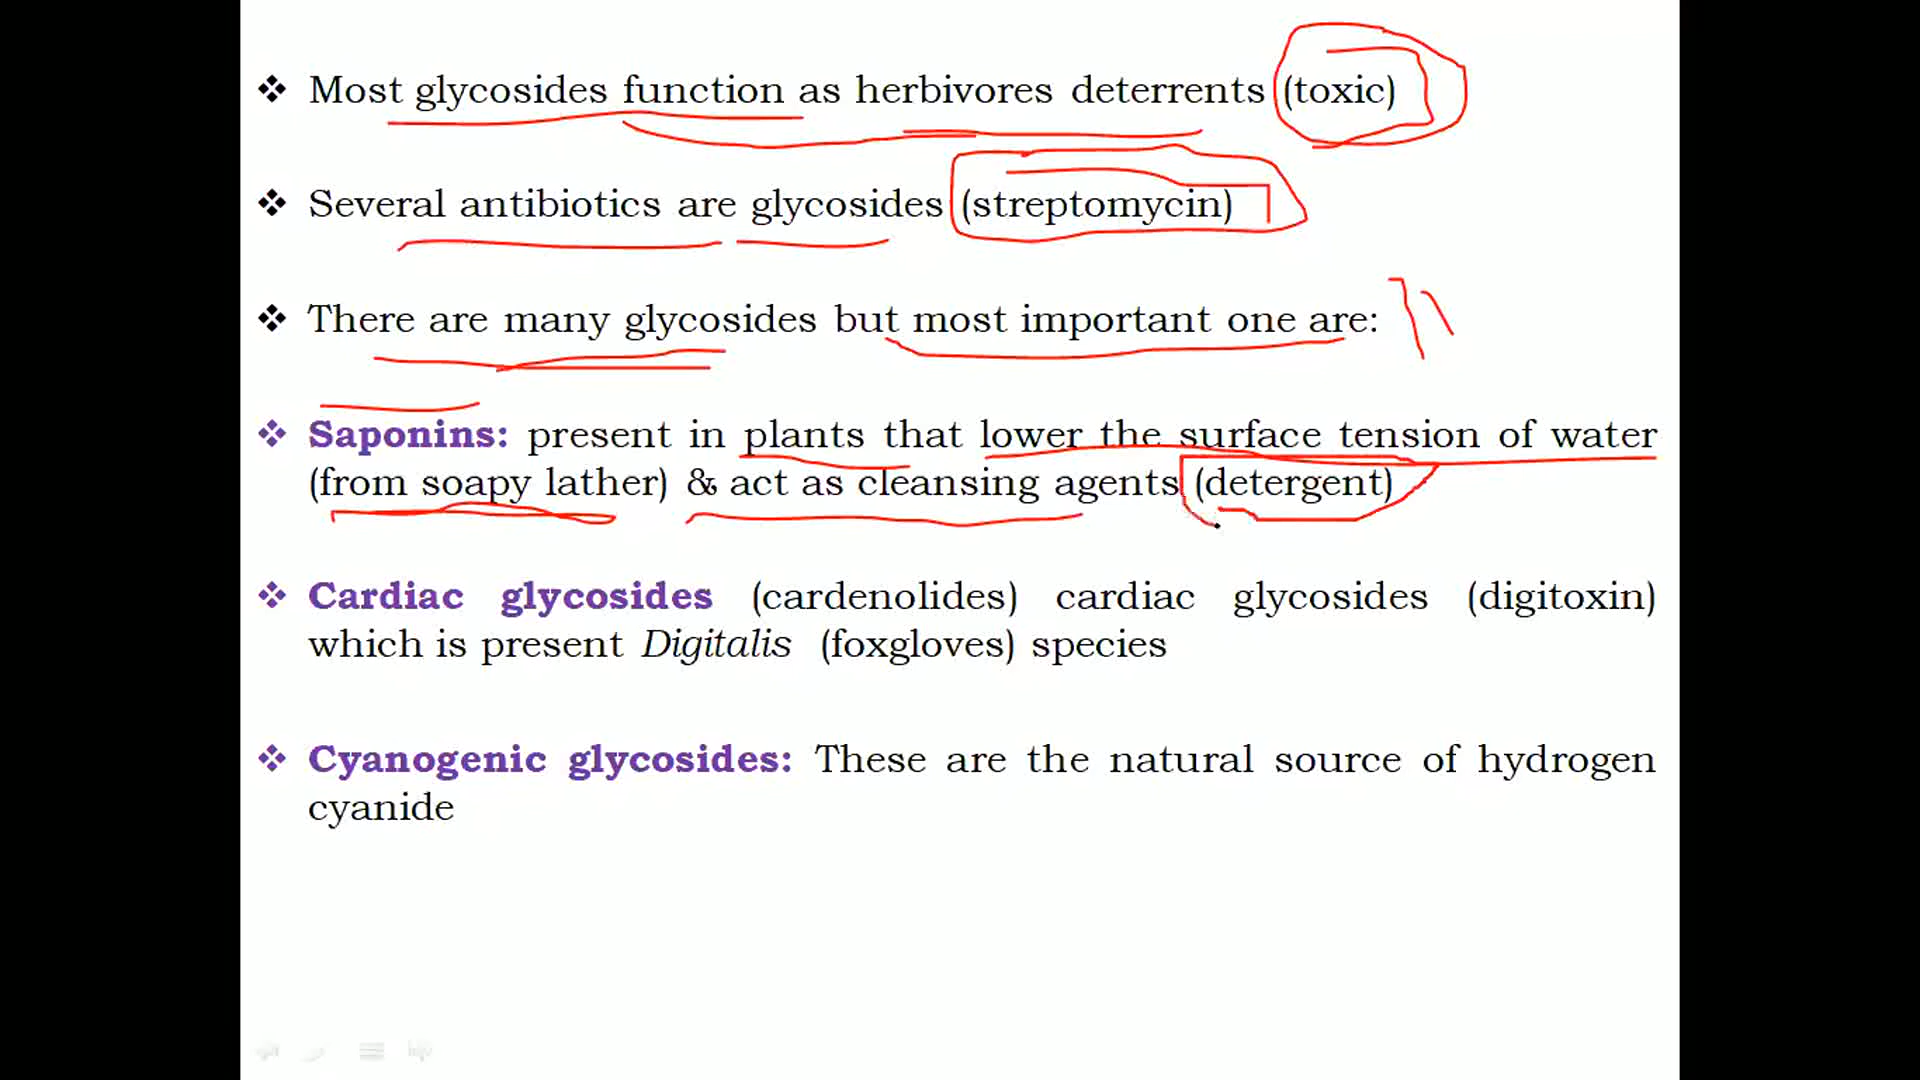 ❖ Most glycosides function as herbivores deterrents (toxic)
❖ Several antibiotics are glycosides (streptomycin)
❖ There are many glycosides but most important one are:
❖ Saponins: present in plants that lower the surface tension of water
(from soapy lather) & act as cleansing agents (detergent)
❖ Cardiac glycosides (cardenolides) cardiac glycosides (digitoxin)
which is present Digitalis (foxgloves) species
❖ Cyanogenic glycosides: These are the natural source of hydrogen
cyanide